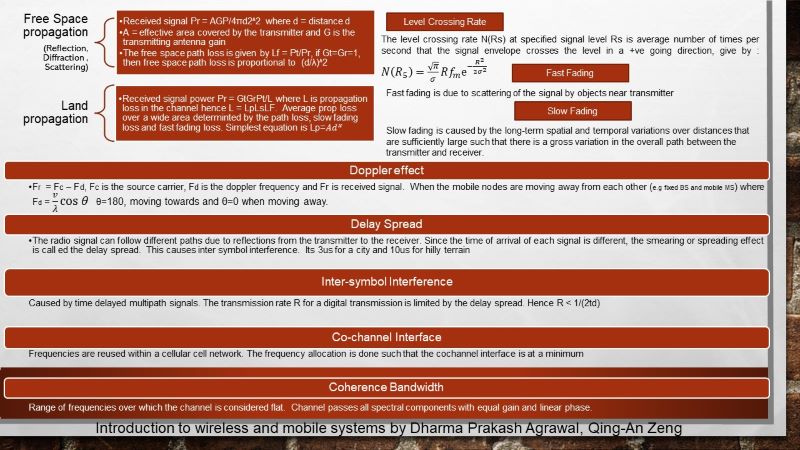 Free Space
propagation
(Reflection,
Diffraction,
Scattering)
•Received signal Pr = AGP/4πd2^2 where d = distance d
•A = effective area covered by the transmitter and G is the
transmitting antenna gain
•The free space path loss is given by Lf = Pt/Pr, if Gt=Gr=1,
then free space path loss is proportional to (d/λ)^2
Land
propagation
•Received signal power Pr = GtGrPt/L where L is propagation
loss in the channel hence L = LpLsLF. Average prop loss
over a wide area determinted by the path loss, slow fading
loss and fast fading loss. Simplest equation is Lp=Ad^α
Level Crossing Rate
The level crossing rate N(Rs) at specified signal level Rs is average number of times per
second that the signal envelope crosses the level in a +ve going direction, give by :
N(R_S) = √π/σ R f_m e^(−R²/2σ²)
Fast Fading
Fast fading is due to scattering of the signal by objects near transmitter
Slow Fading
Slow fading is caused by the long-term spatial and temporal variations over distances that
are sufficiently large such that there is a gross variation in the overall path between the
transmitter and receiver.
Doppler effect
•Fr = Fc – Fd, Fc is the source carrier, Fd is the doppler frequency and Fr is received signal. When the mobile nodes are moving away from each other (e.g fixed BS and mobile MS) where
Fd = v/λ cos θ θ=180, moving towards and θ=0 when moving away.
Delay Spread
•The radio signal can follow different paths due to reflections from the transmitter to the receiver. Since the time of arrival of each signal is different, the smearing or spreading effect
is call ed the delay spread. This causes inter symbol interference. Its 3us for a city and 10us for hilly terrain
Inter-symbol Interference
Caused by time delayed multipath signals. The transmission rate R for a digital transmission is limited by the delay spread. Hence R < 1/(2td)
Co-channel Interface
Frequencies are reused within a cellular cell network. The frequency allocation is done such that the cochannel interface is at a minimum
Coherence Bandwidth
Range of frequencies over which the channel is considered flat. Channel passes all spectral components with equal gain and linear phase.
Introduction to wireless and mobile systems by Dharma Prakash Agrawal, Qing-An Zeng